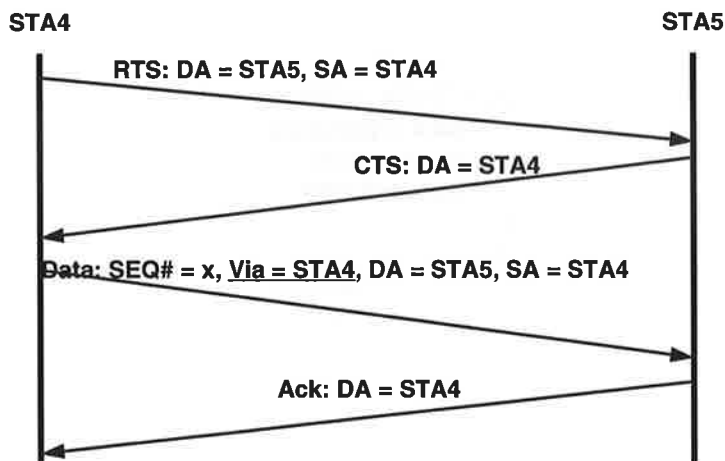 STA4
STA5
RTS: DA = STA5, SA = STA4
CTS: DA = STA4
Data: SEQ# = x, Via = STA4, DA = STA5, SA = STA4
Ack: DA = STA4